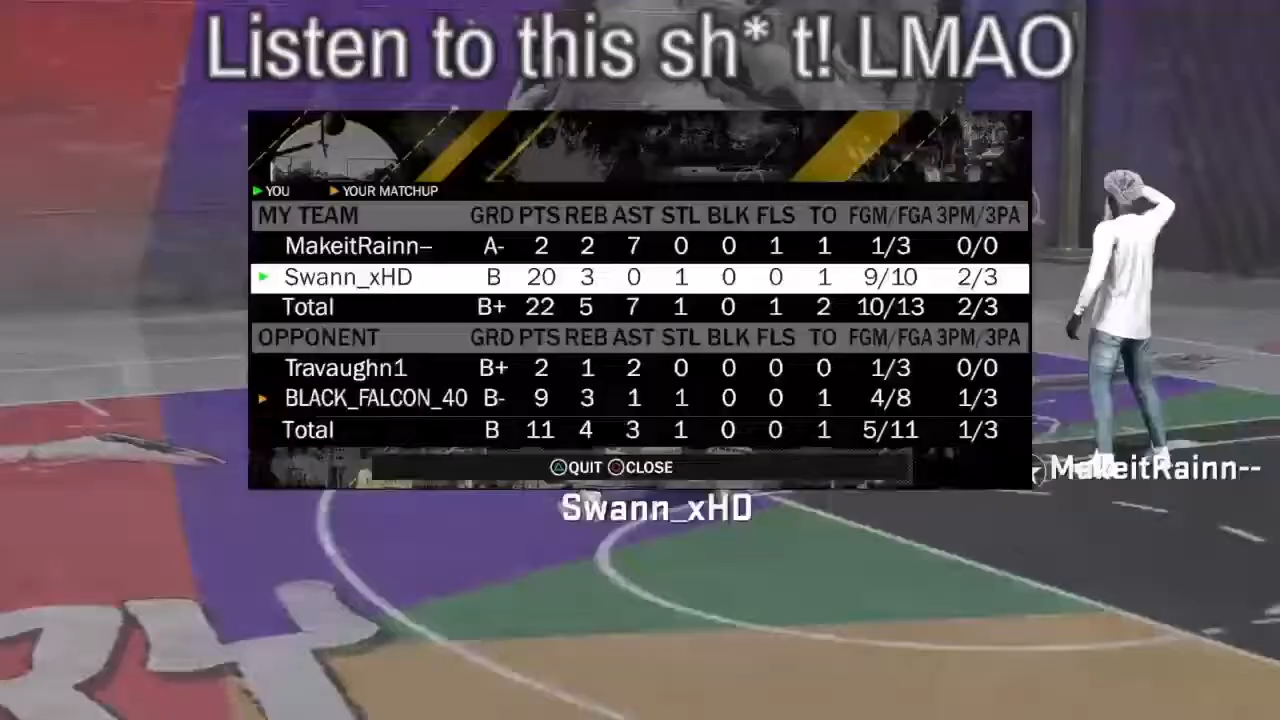 Listen to this sh* t! LMAO
YOU YOUR MATCHUP
MY TEAM GRD PTS REB AST STL BLK FLS TO FGM/FGA 3PM/3PA
MakeitRainn-- A- 2 2 7 0 0 1 1 1/3 0/0
Swann_xHD B 20 3 0 1 0 0 1 9/10 2/3
Total B+ 22 5 7 1 0 1 2 10/13 2/3
OPPONENT GRD PTS REB AST STL BLK FLS TO FGM/FGA 3PM/3PA
Travaughn1 B+ 2 1 2 0 0 0 0 1/3 0/0
BLACK_FALCON_40 B- 9 3 1 1 0 0 1 4/8 1/3
Total B 11 4 3 1 0 0 1 5/11 1/3
QUIT CLOSE
MakeitRainn--
Swann_xHD